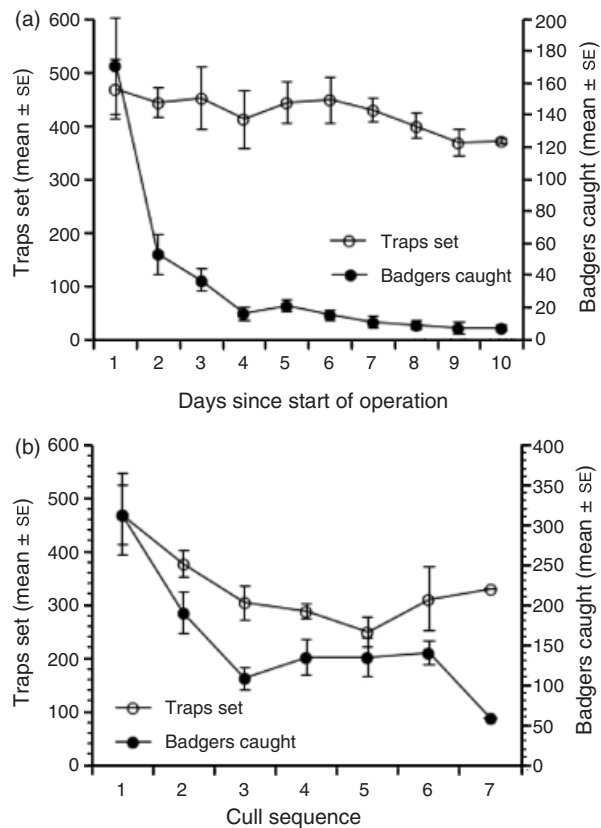 (a)
600
500
400
300
200
100
0
Traps set (mean ± SE)
200
180
160
140
120
100
80
60
40
20
0
Badgers caught (mean ± SE)
Traps set
Badgers caught
1 2 3 4 5 6 7 8 9 10
Days since start of operation
(b)
600
500
400
300
200
100
0
Traps set (mean ± SE)
400
350
300
250
200
150
100
50
0
Badgers caught (mean ± SE)
Traps set
Badgers caught
1 2 3 4 5 6 7
Cull sequence